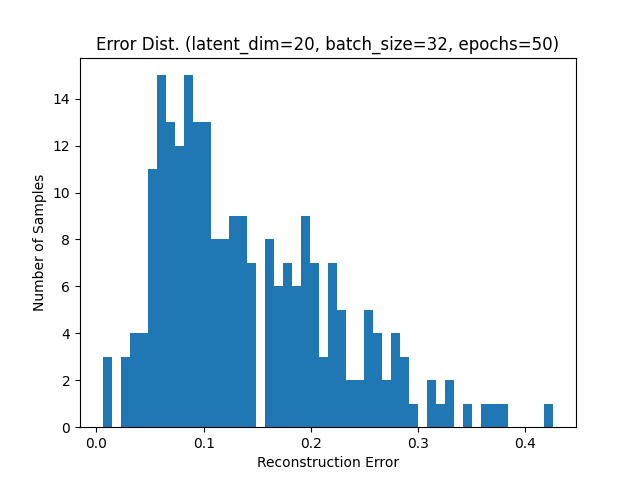 Error Dist. (latent_dim=20, batch_size=32, epochs=50)
14
12
10
8
6
4
2
0
Number of Samples
0.0 0.1 0.2 0.3 0.4
Reconstruction Error